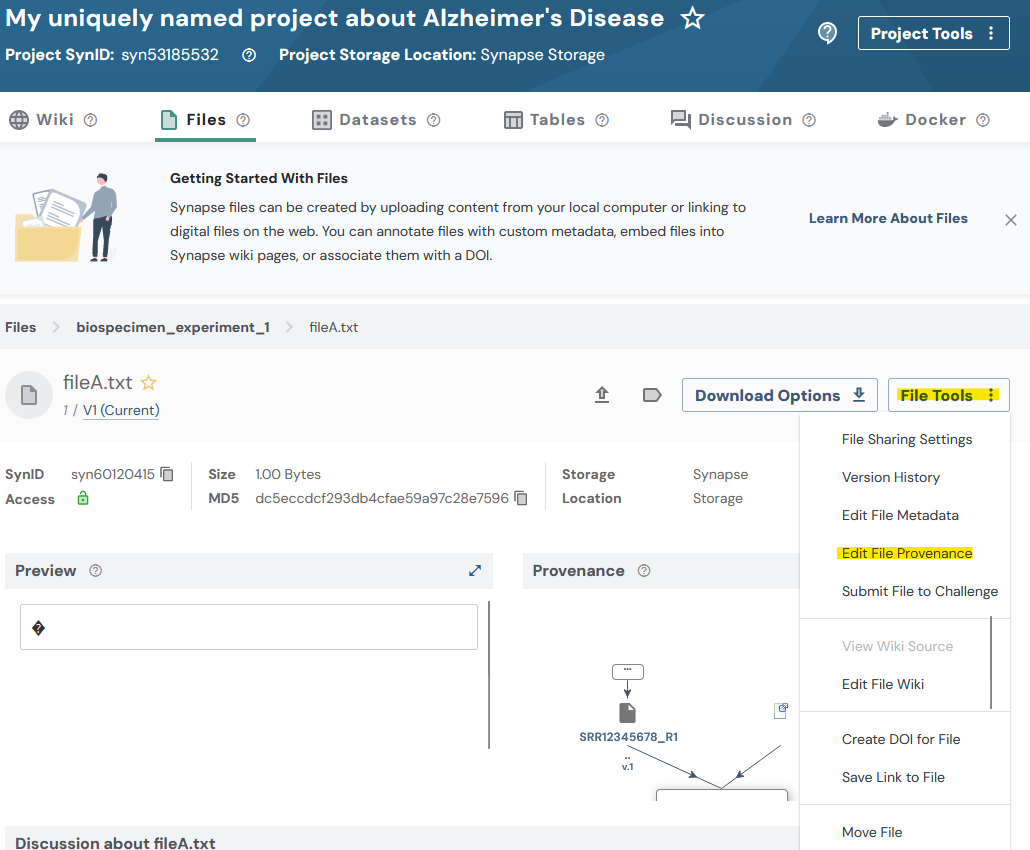 My uniquely named project about Alzheimer's Disease
Project SynID: syn53185532 Project Storage Location: Synapse Storage
Project Tools
Wiki
Files
Datasets
Tables
Discussion
Docker
Getting Started With Files
Synapse files can be created by uploading content from your local computer or linking to
digital files on the web. You can annotate files with custom metadata, embed files into
Synapse wiki pages, or associate them with a DOI.
Learn More About Files
Files
biospecimen_experiment_1
fileA.txt
fileA.txt
1 / V1 (Current)
Download Options
File Tools
SynID syn60120415
Access
Size 1.00 Bytes
MD5 dc5eccdcf293db4cfae59a97c28e7596
Storage Location
Synapse Storage
File Sharing Settings
Version History
Edit File Metadata
Edit File Provenance
Submit File to Challenge
View Wiki Source
Edit File Wiki
Create DOI for File
Save Link to File
Move File
Preview
�
Provenance
...
SRR12345678_R1
..
v.1
Discussion about fileA.txt